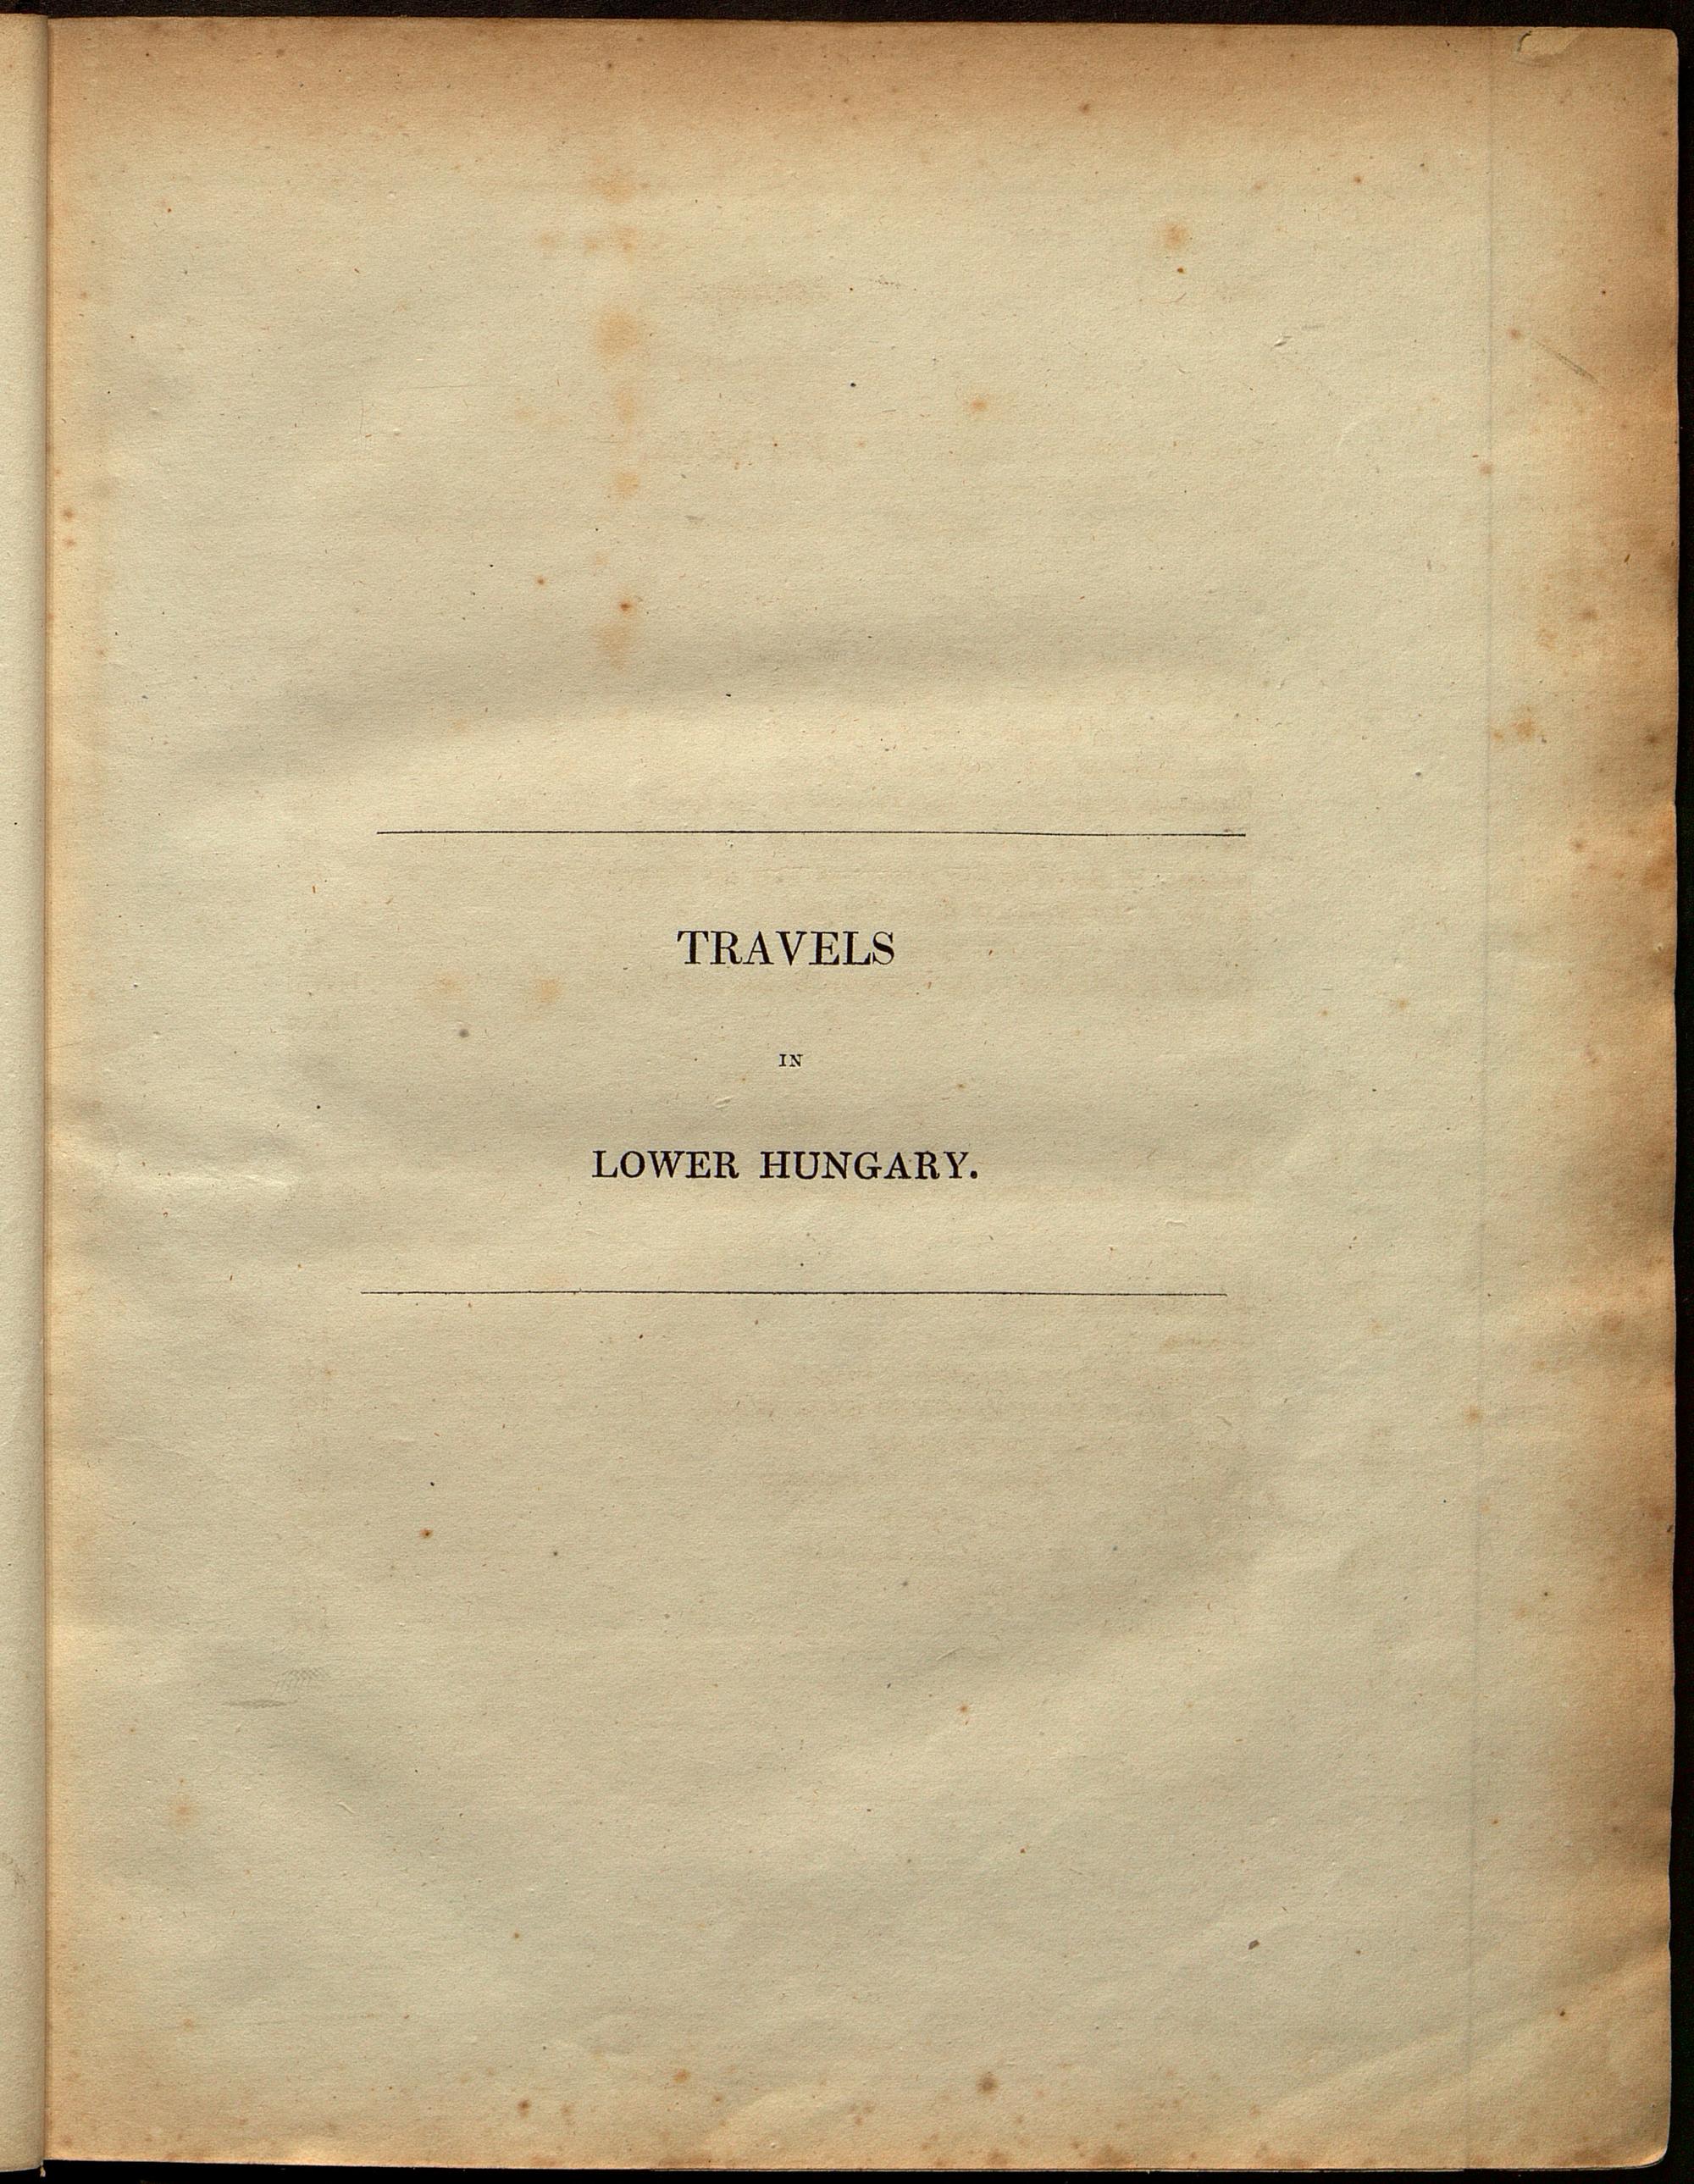 TRAVELS
IN
LOWER HUNGARY.